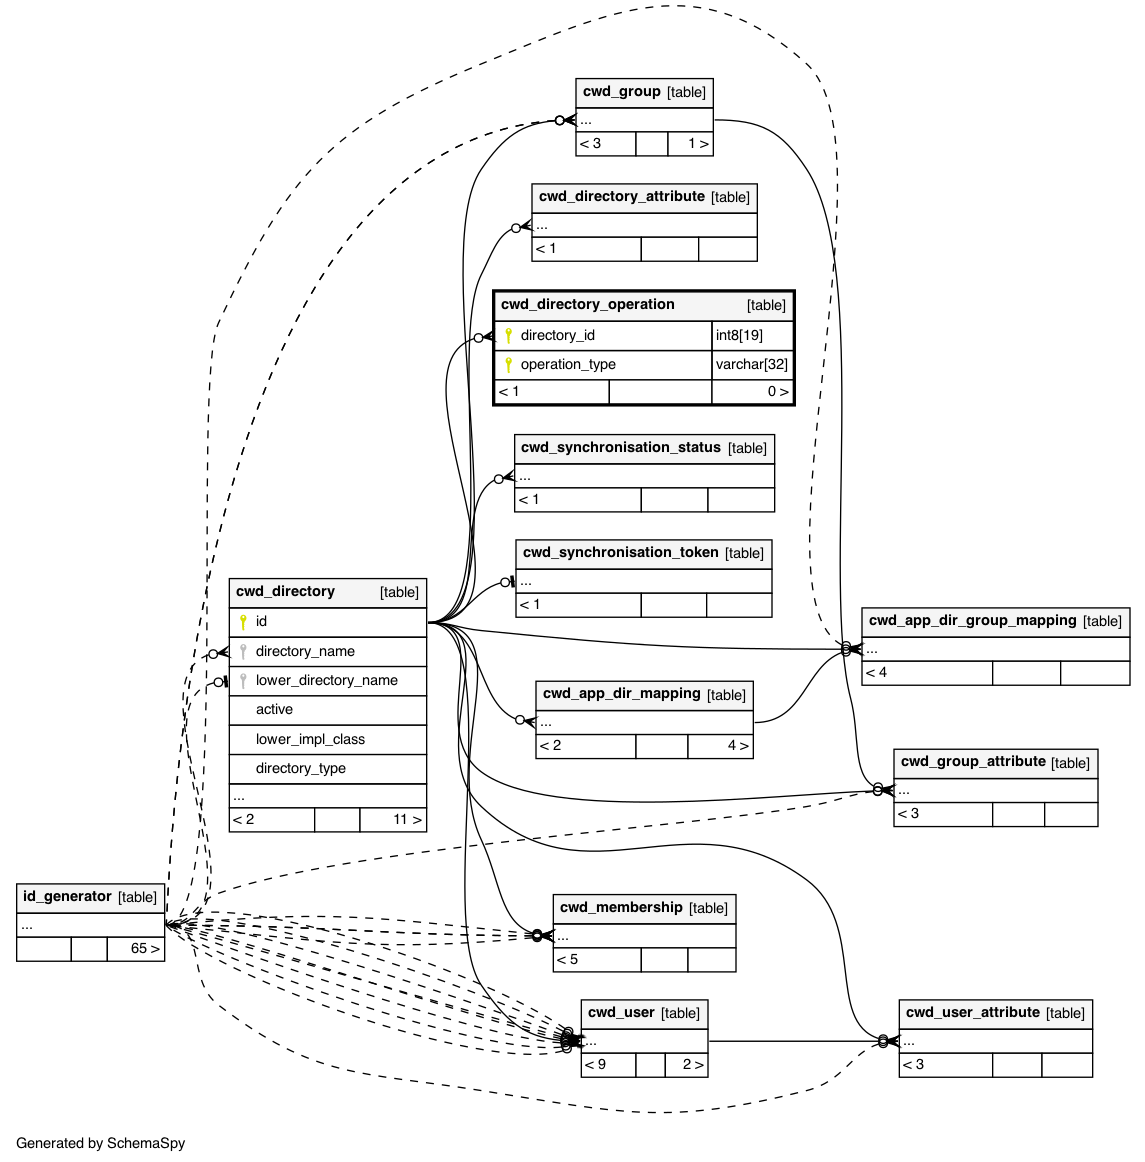 cwd_group [table]
...
< 3 1 >
cwd_directory_attribute [table]
...
< 1
cwd_directory_operation [table]
directory_id int8[19]
operation_type varchar[32]
< 1 0 >
cwd_synchronisation_status [table]
...
< 1
cwd_synchronisation_token [table]
...
< 1
cwd_directory [table]
id
directory_name
lower_directory_name
active
lower_impl_class
directory_type
...
< 2 11 >
cwd_app_dir_group_mapping [table]
...
< 4
cwd_app_dir_mapping [table]
...
< 2 4 >
cwd_group_attribute [table]
...
< 3
id_generator [table]
...
65 >
cwd_membership [table]
...
< 5
cwd_user [table]
...
< 9 2 >
cwd_user_attribute [table]
...
< 3
Generated by SchemaSpy